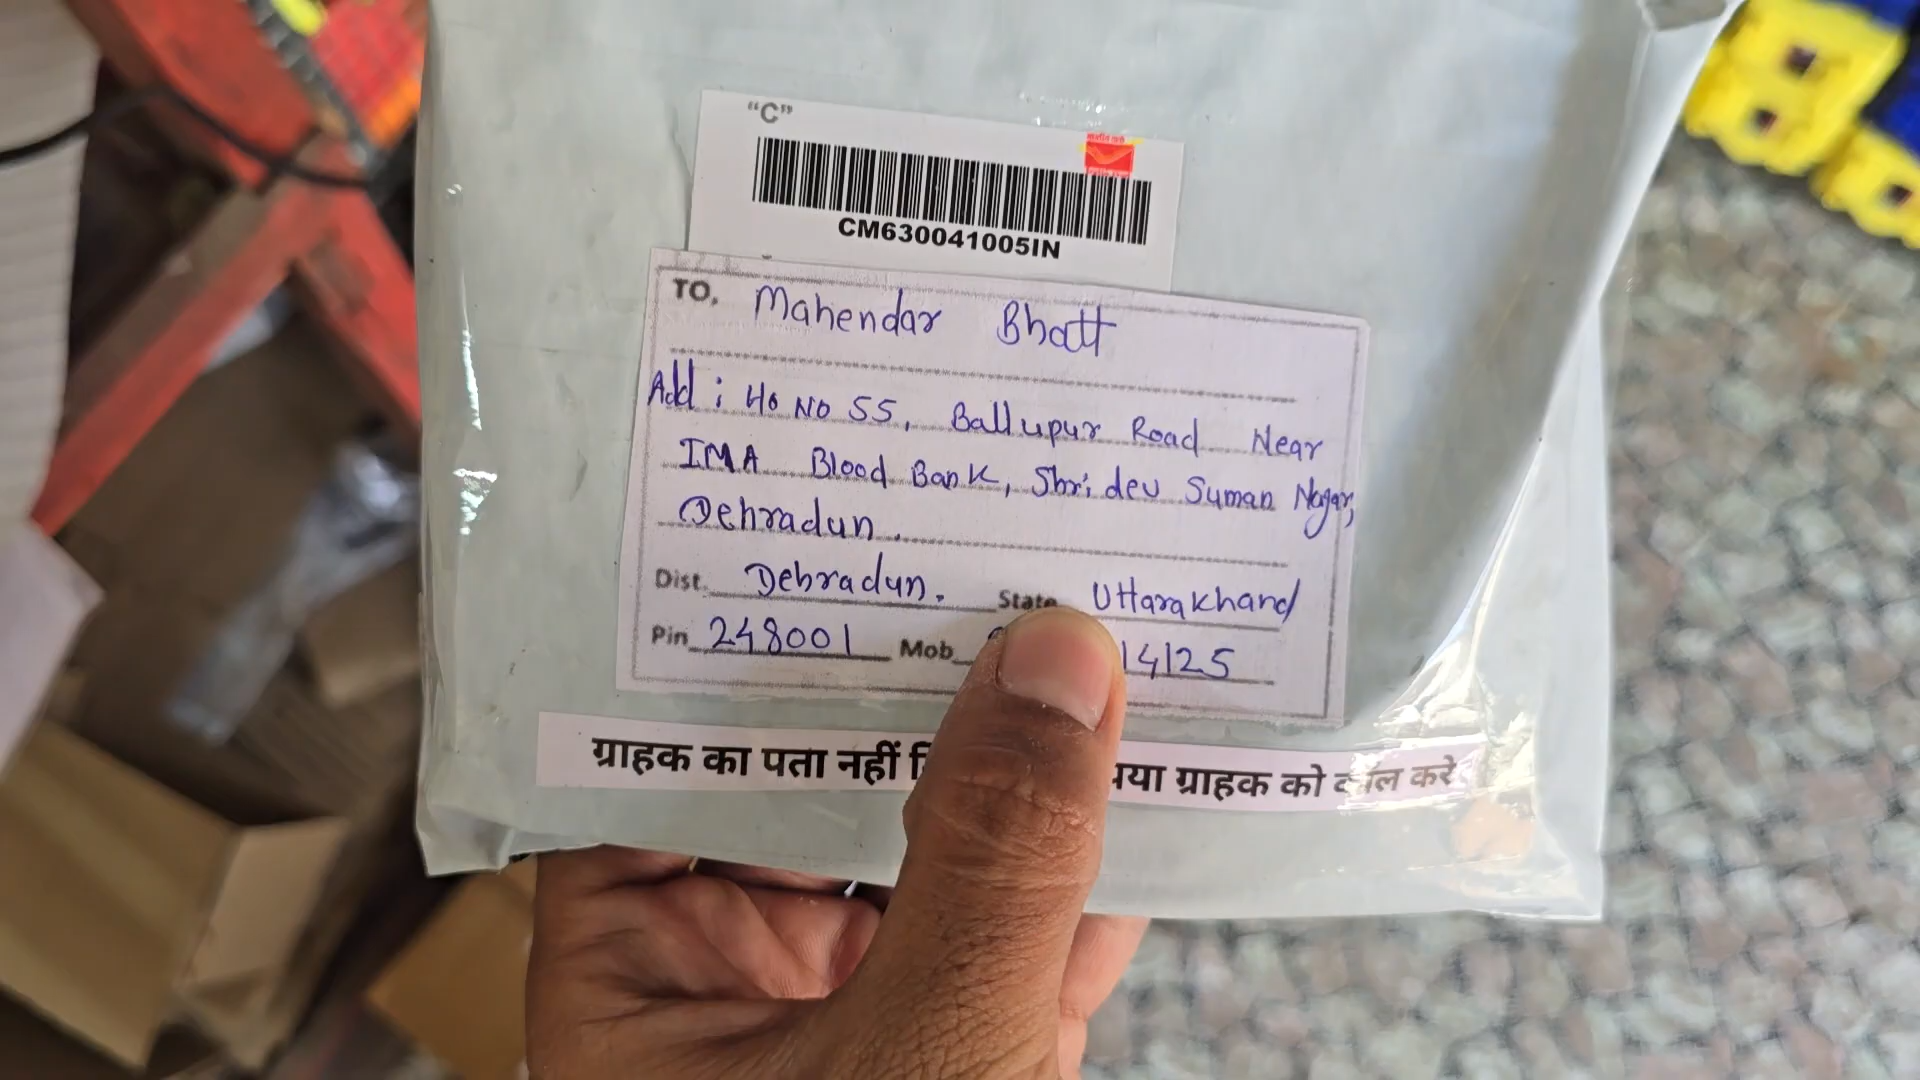 "C"
CM630041005IN
TO, Mahendar Bhatt
Add : Ho No 55, Ballupur Road Near
IMA Blood Bank, Shri dev Suman Nagar,
Dehradun.
Dist. Dehradun. State Uttarakhand
Pin 248001 Mob 14125
ग्राहक का पता नहीं ग्राहक को कॉल करे